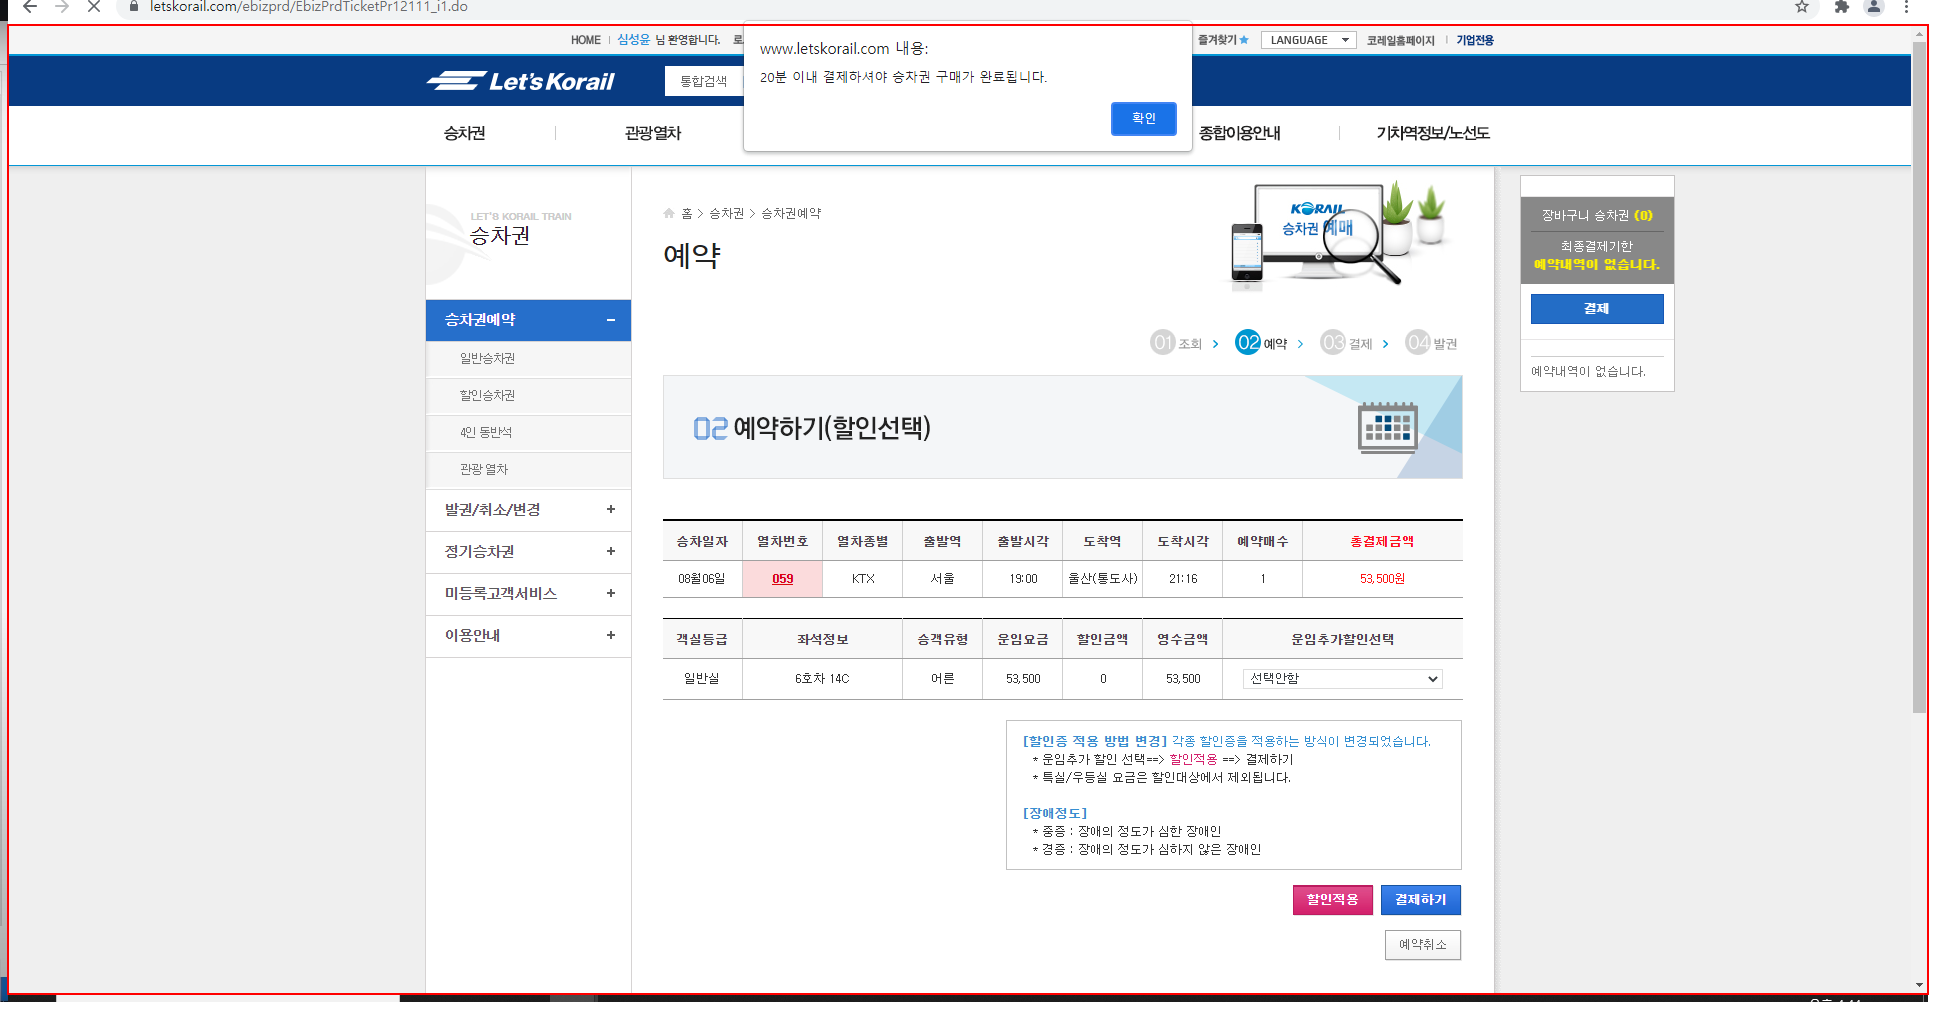 letskorail.com/ebizprd/EbizPrdTicketPr12111_i1.do
HOME | 심성윤 님 환영합니다.
즐겨찾기 ★ LANGUAGE 코레일홈페이지 | 기업전용
www.letskorail.com 내용:
20분 이내 결제하셔야 승차권 구매가 완료됩니다.
확인
Let's Korail 통합검색
승차권 관광열차 종합이용안내 기차역정보/노선도
LET'S KORAIL TRAIN
승차권
승차권예약 -
일반승차권
할인승차권
4인 동반석
관광 열차
발권/취소/변경 +
정기승차권 +
미등록고객서비스 +
이용안내 +
홈 > 승차권 > 승차권예약
예약
KORAIL
승차권 예매
01 조회 > 02 예약 > 03 결제 > 04 발권
02 예약하기(할인선택)
승차일자 열차번호 열차종별 출발역 출발시각 도착역 도착시각 예약매수 총결제금액
08월06일 059 KTX 서울 19:00 울산(통도사) 21:16 1 53,500원
객실등급 좌석정보 승객유형 운임요금 할인금액 영수금액 운임추가할인선택
일반실 6호차 14C 어른 53,500 0 53,500 선택안함
[할인증 적용 방법 변경] 각종 할인증을 적용하는 방식이 변경되었습니다.
* 운임추가 할인 선택==> 할인적용 ==> 결제하기
* 특실/우등실 요금은 할인대상에서 제외됩니다.
[장애정도]
* 중증 : 장애의 정도가 심한 장애인
* 경증 : 장애의 정도가 심하지 않은 장애인
할인적용 결제하기
예약취소
장바구니 승차권 (0)
최종결제기한
예약내역이 없습니다.
결제
예약내역이 없습니다.